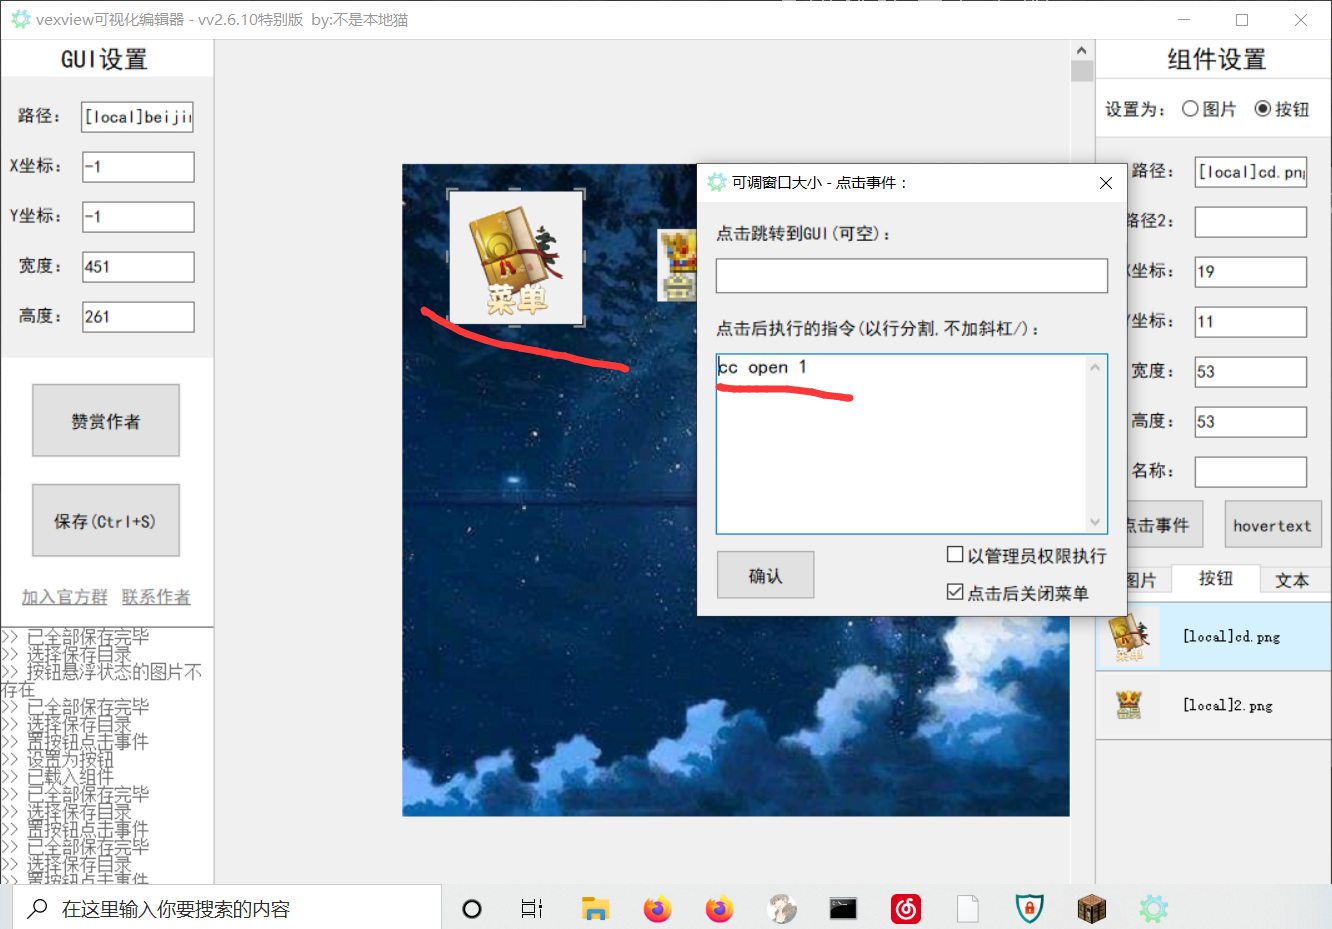 vexview可视化编辑器 - vv2.6.10特别版 by:不是本地猫
GUI设置
路径：
[local]beijin
X坐标：
-1
Y坐标：
-1
宽度：
451
高度：
261
赞赏作者
保存(Ctrl+S)
加入官方群 联系作者
>> 已全部保存完毕
>> 选择保存目录
>> 按钮悬浮状态的图片不
存在
>> 已全部保存完毕
>> 选择保存目录
>> 置按钮点击事件
>> 设置为按钮
>> 已载入组件
>> 已全部保存完毕
>> 选择保存目录
>> 置按钮点击事件
>> 已全部保存完毕
>> 选择保存目录
>> 置按钮点击事件
菜单
可调窗口大小 - 点击事件：
点击跳转到GUI(可空)：
点击后执行的指令(以行分割,不加斜杠/)：
cc open 1
确认
以管理员权限执行
点击后关闭菜单
组件设置
设置为： 图片 按钮
路径：
[local]cd.png
路径2：
X坐标：
19
Y坐标：
11
宽度：
53
高度：
53
名称：
点击事件
hovertext
图片 按钮 文本
菜单
[local]cd.png
会员
[local]2.png
在这里输入你要搜索的内容